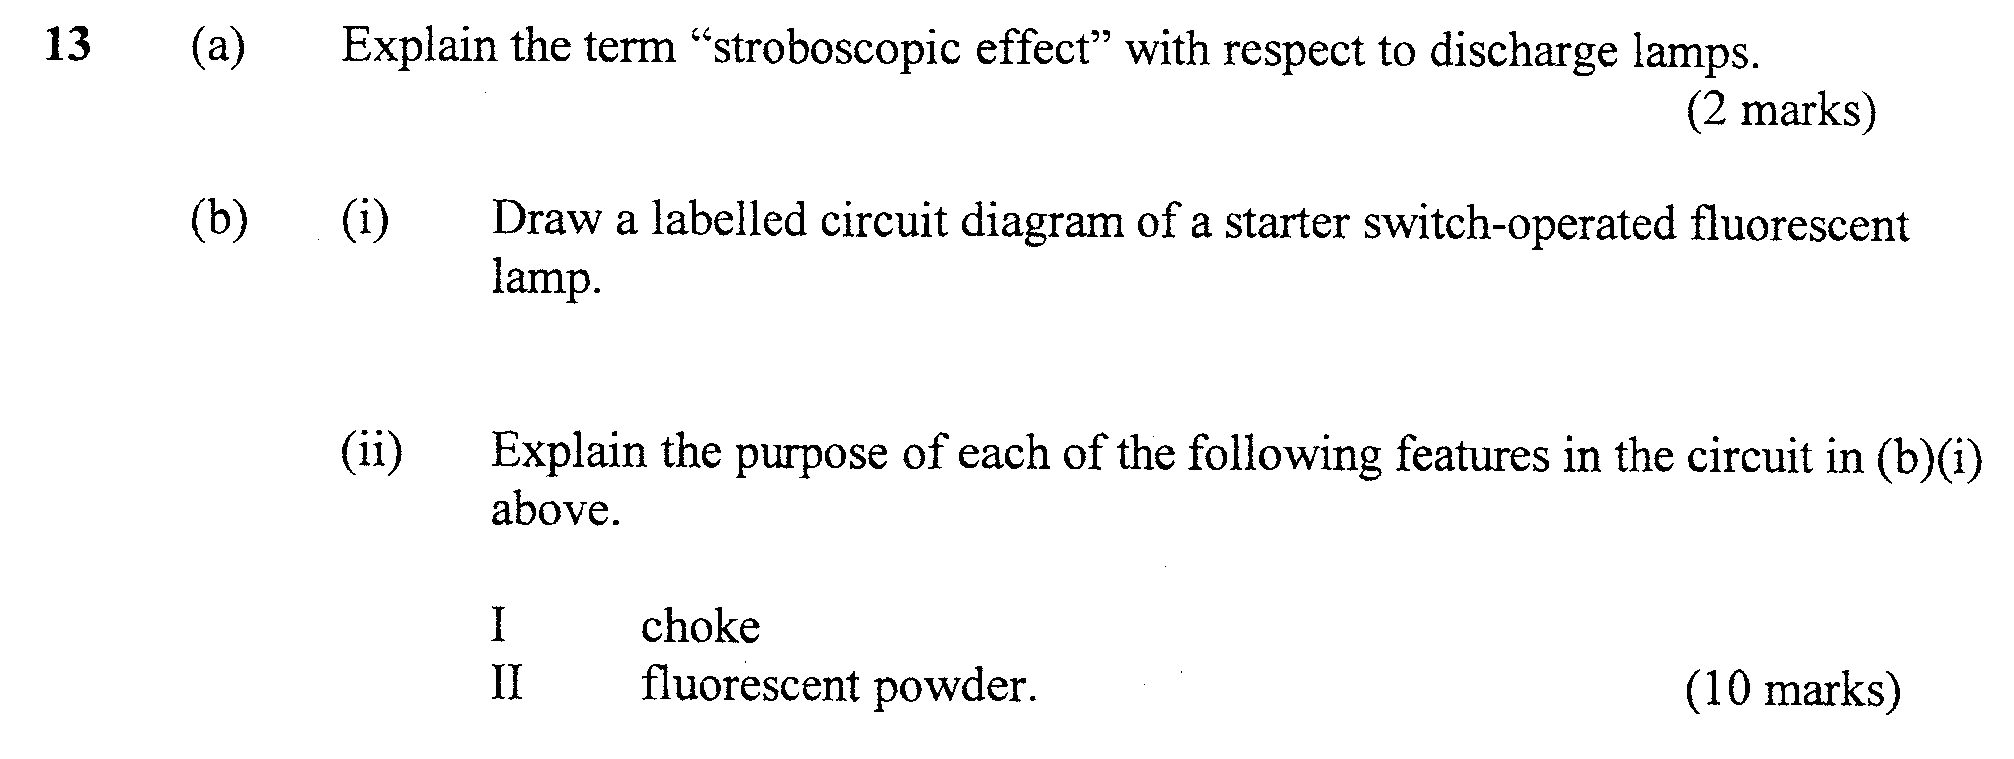 13 (a) Explain the term “stroboscopic effect” with respect to discharge lamps.
(2 marks)
(b) (i) Draw a labelled circuit diagram of a starter switch-operated fluorescent
lamp.
(ii) Explain the purpose of each of the following features in the circuit in (b)(i)
above.
I choke
II fluorescent powder.
(10 marks)